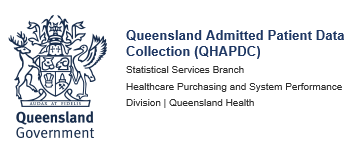 Queensland Admitted Patient Data
Collection (QHAPDC)
Statistical Services Branch
Healthcare Purchasing and System Performance
Division | Queensland Health
AUDAX AT FIDELIS
Queensland
Government